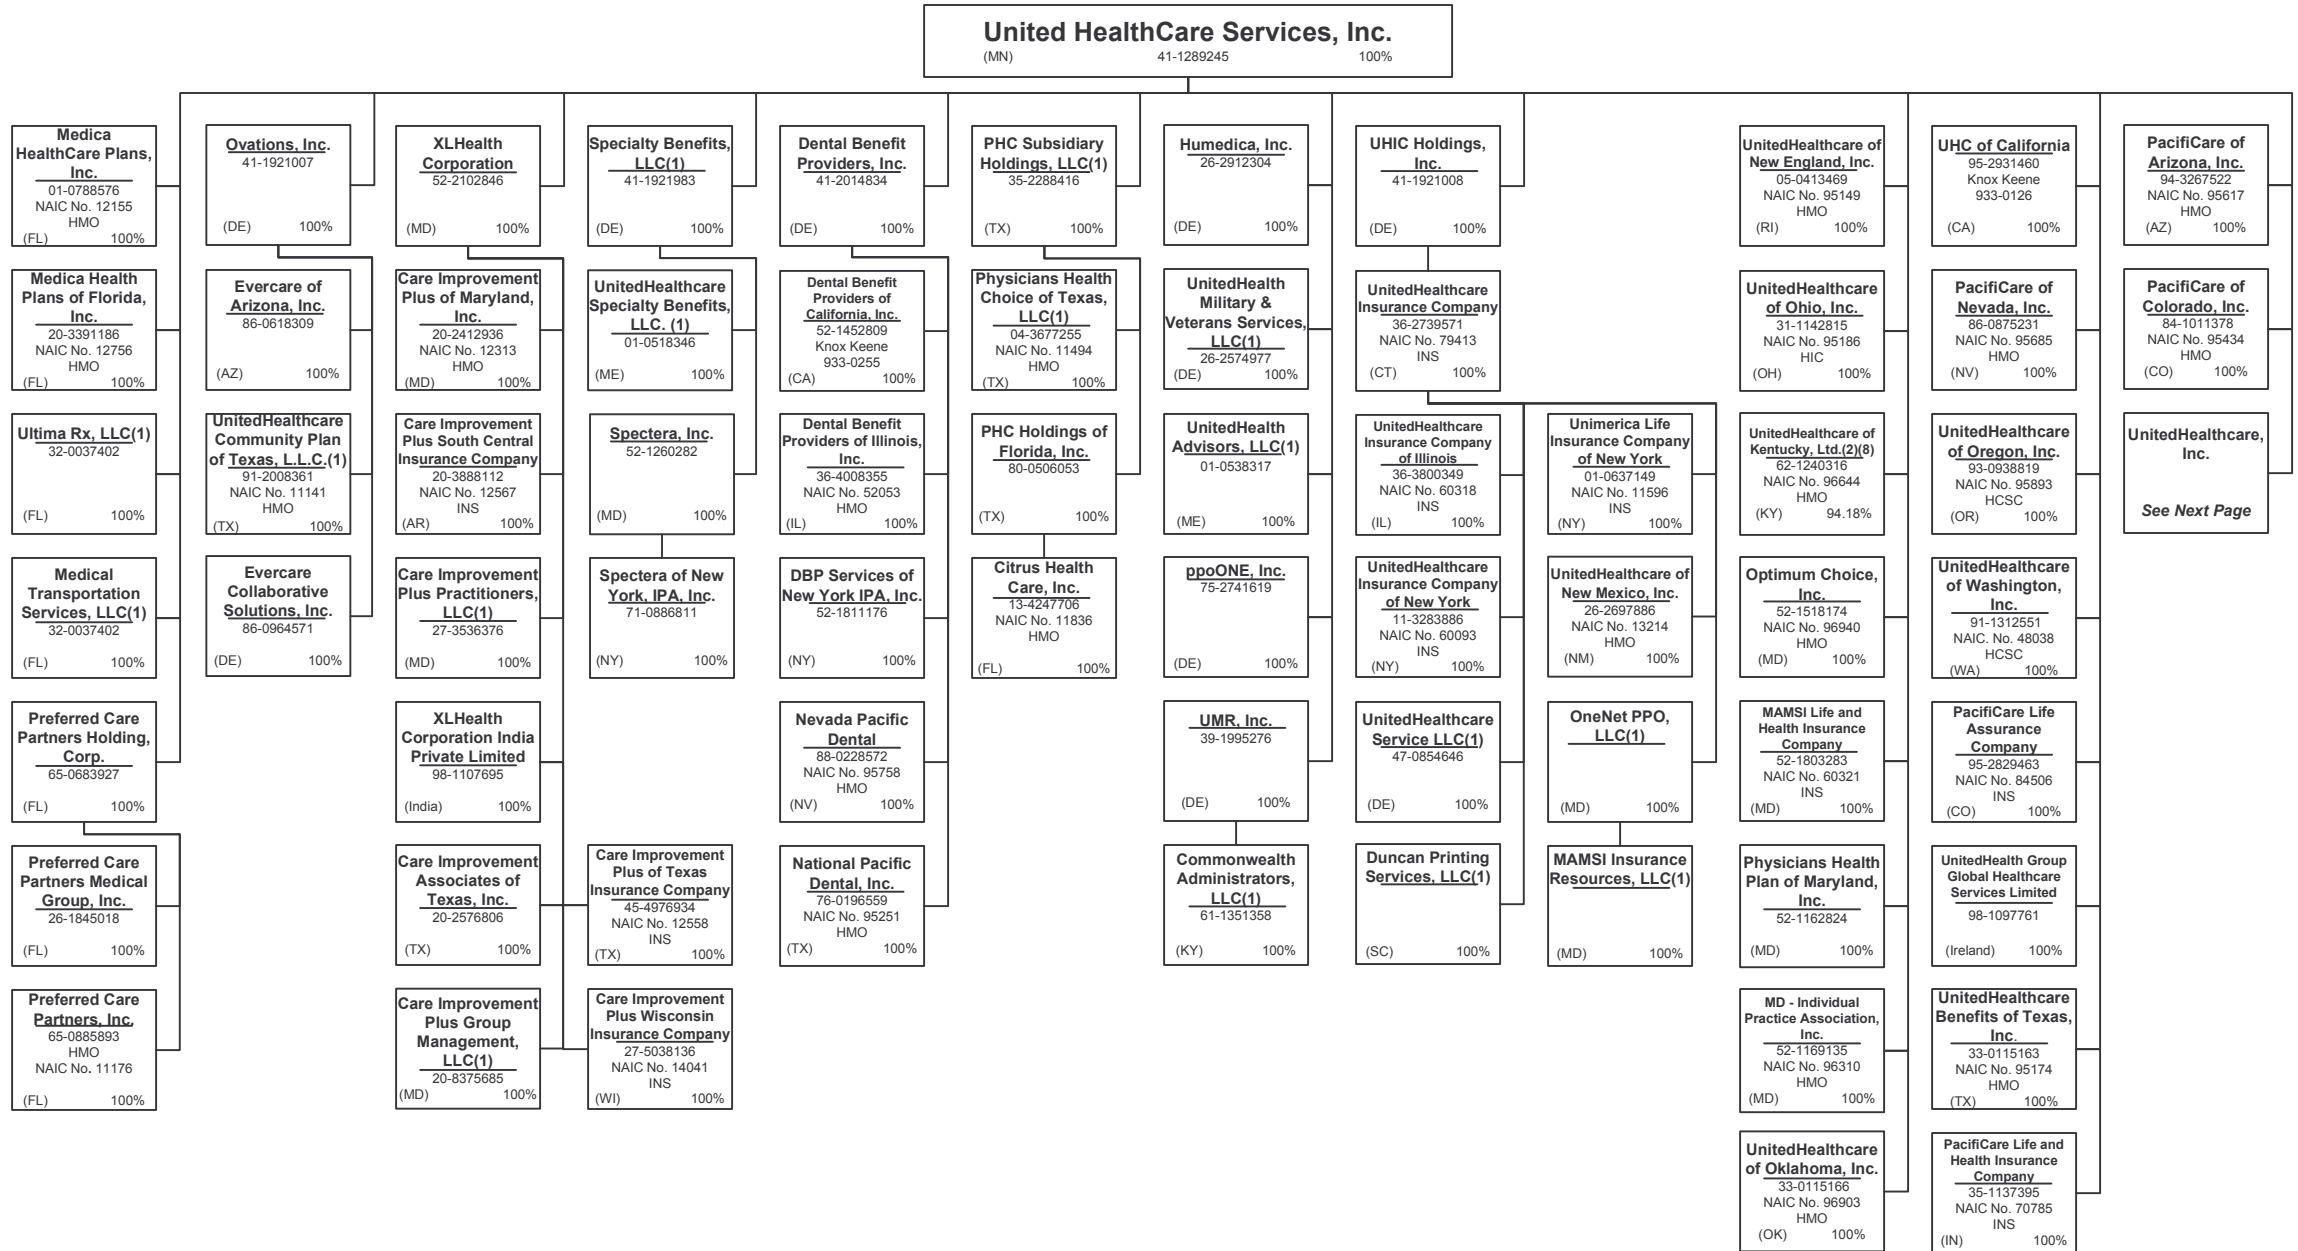 United HealthCare Services, Inc.
(MN) 41-1289245 100%
Medica
HealthCare Plans,
Inc.
01-0788576
NAIC No. 12155
HMO
(FL) 100%
Medica Health
Plans of Florida,
Inc.
20-3391186
NAIC No. 12756
HMO
(FL) 100%
Ultima Rx, LLC(1)
32-0037402
(FL) 100%
Medical
Transportation
Services, LLC(1)
32-0037402
(FL) 100%
Preferred Care
Partners Holding,
Corp.
65-0683927
(FL) 100%
Preferred Care
Partners Medical
Group, Inc.
26-1845018
(FL) 100%
Preferred Care
Partners, Inc.
65-0885893
HMO
NAIC No. 11176
(FL) 100%
Ovations, Inc.
41-1921007
(DE) 100%
Evercare of
Arizona, Inc.
86-0618309
(AZ) 100%
UnitedHealthcare
Community Plan
of Texas, L.L.C.(1)
91-2008361
NAIC No. 11141
HMO
(TX) 100%
Evercare
Collaborative
Solutions, Inc.
86-0964571
(DE) 100%
XLHealth
Corporation
52-2102846
(MD) 100%
Care Improvement
Plus of Maryland,
Inc.
20-2412936
NAIC No. 12313
HMO
(MD) 100%
Care Improvement
Plus South Central
Insurance Company
20-3888112
NAIC No. 12567
INS
(AR) 100%
Care Improvement
Plus Practitioners,
LLC(1)
27-3536376
(MD) 100%
XLHealth
Corporation India
Private Limited
98-1107695
(India) 100%
Care Improvement
Associates of
Texas, Inc.
20-2576806
(TX) 100%
Care Improvement
Plus Group
Management,
LLC(1)
20-8375685
(MD) 100%
Specialty Benefits,
LLC(1)
41-1921983
(DE) 100%
UnitedHealthcare
Specialty Benefits,
LLC. (1)
01-0518346
(ME) 100%
Spectera, Inc.
52-1260282
(MD) 100%
Spectera of New
York, IPA, Inc.
71-0886811
(NY) 100%
Care Improvement
Plus of Texas
Insurance Company
45-4976934
NAIC No. 12558
INS
(TX) 100%
Care Improvement
Plus Wisconsin
Insurance Company
27-5038136
NAIC No. 14041
INS
(WI) 100%
Dental Benefit
Providers, Inc.
41-2014834
(DE) 100%
Dental Benefit
Providers of
California, Inc.
52-1452809
Knox Keene
933-0255
(CA) 100%
Dental Benefit
Providers of Illinois,
Inc.
36-4008355
NAIC No. 52053
HMO
(IL) 100%
DBP Services of
New York IPA, Inc.
52-1811176
(NY) 100%
Nevada Pacific
Dental
88-0228572
NAIC No. 95758
HMO
(NV) 100%
National Pacific
Dental, Inc.
76-0196559
NAIC No. 95251
HMO
(TX) 100%
PHC Subsidiary
Holdings, LLC(1)
35-2288416
(TX) 100%
Physicians Health
Choice of Texas,
LLC(1)
04-3677255
NAIC No. 11494
HMO
(TX) 100%
PHC Holdings of
Florida, Inc.
80-0506053
(TX) 100%
Citrus Health
Care, Inc.
13-4247706
NAIC No. 11836
HMO
(FL) 100%
Humedica, Inc.
26-2912304
(DE) 100%
UnitedHealth
Military &
Veterans Services,
LLC(1)
26-2574977
(DE) 100%
UnitedHealth
Advisors, LLC(1)
01-0538317
(ME) 100%
ppoONE, Inc.
75-2741619
(DE) 100%
UMR, Inc.
39-1995276
(DE) 100%
Commonwealth
Administrators,
LLC(1)
61-1351358
(KY) 100%
UHIC Holdings,
Inc.
41-1921008
(DE) 100%
UnitedHealthcare
Insurance Company
36-2739571
NAIC No. 79413
INS
(CT) 100%
UnitedHealthcare
Insurance Company
of Illinois
36-3800349
NAIC No. 60318
INS
(IL) 100%
UnitedHealthcare
Insurance Company
of New York
11-3283886
NAIC No. 60093
INS
(NY) 100%
UnitedHealthcare
Service LLC(1)
47-0854646
(DE) 100%
Duncan Printing
Services, LLC(1)
(SC) 100%
Unimerica Life
Insurance Company
of New York
01-0637149
NAIC No. 11596
INS
(NY) 100%
UnitedHealthcare of
New Mexico, Inc.
26-2697886
NAIC No. 13214
HMO
(NM) 100%
OneNet PPO,
LLC(1)
(MD) 100%
MAMSI Insurance
Resources, LLC(1)
(MD) 100%
UnitedHealthcare of
New England, Inc.
05-0413469
NAIC No. 95149
HMO
(RI) 100%
UnitedHealthcare
of Ohio, Inc.
31-1142815
NAIC No. 95186
HIC
(OH) 100%
UnitedHealthcare of
Kentucky, Ltd.(2)(8)
62-1240316
NAIC No. 96644
HMO
(KY) 94.18%
Optimum Choice,
Inc.
52-1518174
NAIC No. 96940
HMO
(MD) 100%
MAMSI Life and
Health Insurance
Company
52-1803283
NAIC No. 60321
INS
(MD) 100%
Physicians Health
Plan of Maryland,
Inc.
52-1162824
(MD) 100%
MD - Individual
Practice Association,
Inc.
52-1169135
NAIC No. 96310
HMO
(MD) 100%
UnitedHealthcare
of Oklahoma, Inc.
33-0115166
NAIC No. 96903
HMO
(OK) 100%
UHC of California
95-2931460
Knox Keene
933-0126
(CA) 100%
PacifiCare of
Nevada, Inc.
86-0875231
NAIC No. 95685
HMO
(NV) 100%
UnitedHealthcare
of Oregon, Inc.
93-0938819
NAIC No. 95893
HCSC
(OR) 100%
UnitedHealthcare
of Washington,
Inc.
91-1312551
NAIC. No. 48038
HCSC
(WA) 100%
PacifiCare Life
Assurance
Company
95-2829463
NAIC No. 84506
INS
(CO) 100%
UnitedHealth Group
Global Healthcare
Services Limited
98-1097761
(Ireland) 100%
UnitedHealthcare
Benefits of Texas,
Inc.
33-0115163
NAIC No. 95174
HMO
(TX) 100%
PacifiCare Life and
Health Insurance
Company
35-1137395
NAIC No. 70785
INS
(IN) 100%
PacifiCare of
Arizona, Inc.
94-3267522
NAIC No. 95617
HMO
(AZ) 100%
PacifiCare of
Colorado, Inc.
84-1011378
NAIC No. 95434
HMO
(CO) 100%
UnitedHealthcare,
Inc.
See Next Page